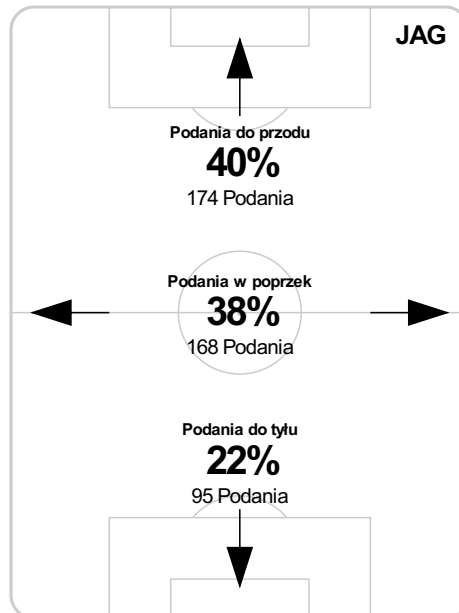 JAG
Podania do przodu
40%
174 Podania
Podania w poprzek
38%
168 Podania
Podania do tyłu
22%
95 Podania